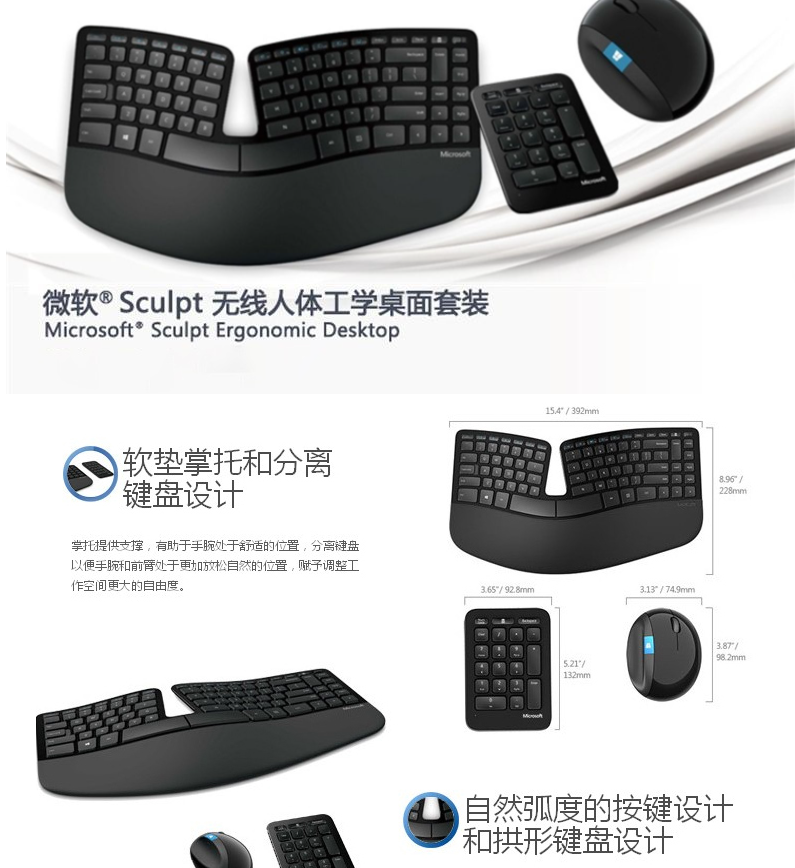 Microsoft
Microsoft
微软® Sculpt 无线人体工学桌面套装
Microsoft® Sculpt Ergonomic Desktop
15.4" / 392mm
8.96" /
228mm
软垫掌托和分离
键盘设计
掌托提供支撑，有助于手腕处于舒适的位置，分离键盘
以便手腕和前臂处于更加放松自然的位置，赋予调整工
作空间更大的自由度。
3.65"/ 92.8mm
3.13" / 74.9mm
5.21"/
132mm
3.87"/
98.2mm
Microsoft
自然弧度的按键设计
和拱形键盘设计